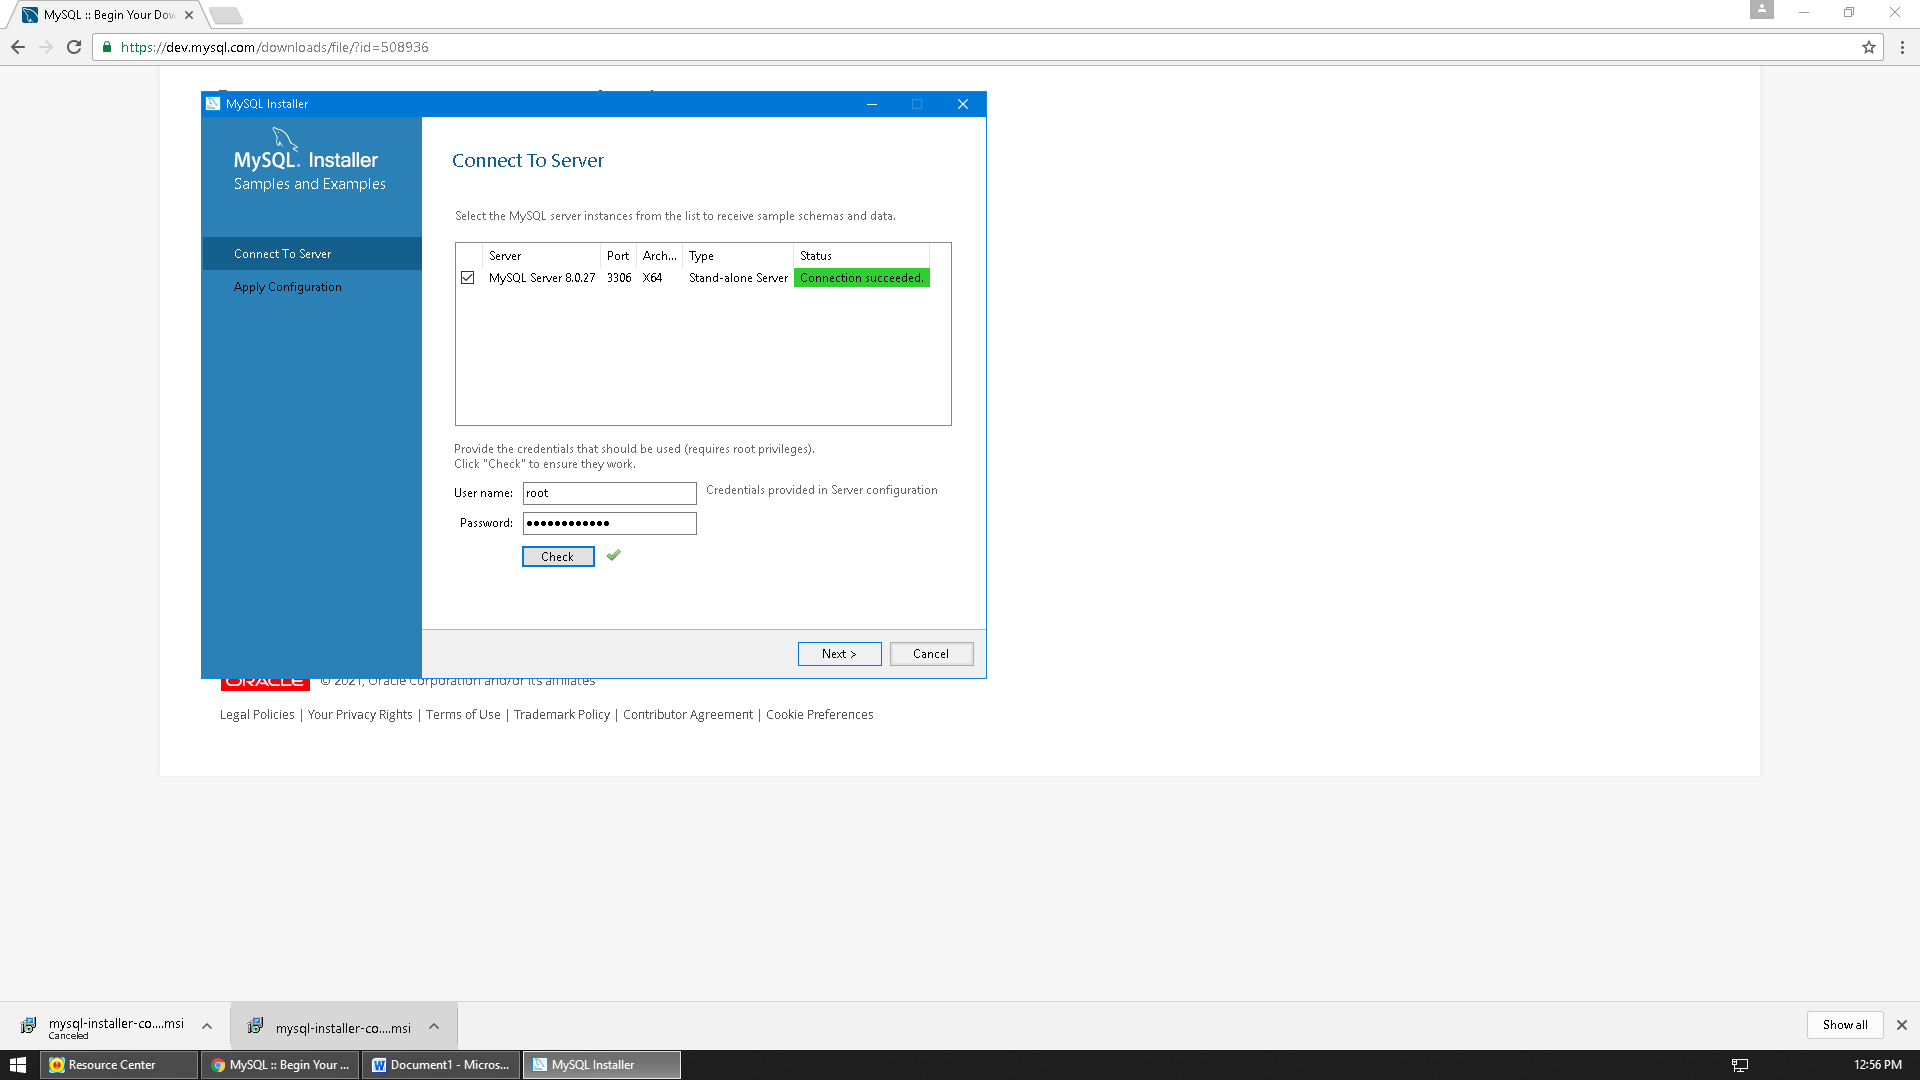 MySQL :: Begin Your Dow
https://dev.mysql.com/downloads/file/?id=508936
MySQL Installer
MySQL. Installer
Samples and Examples
Connect To Server
Apply Configuration
Connect To Server
Select the MySQL server instances from the list to receive sample schemas and data.
Server Port Arch... Type Status
MySQL Server 8.0.27 3306 X64 Stand-alone Server Connection succeeded.
Provide the credentials that should be used (requires root privileges).
Click "Check" to ensure they work.
User name: root Credentials provided in Server configuration
Password: ●●●●●●●●●●●●
Check
Next > Cancel
ORACLE © 2021, Oracle Corporation and/or its affiliates
Legal Policies | Your Privacy Rights | Terms of Use | Trademark Policy | Contributor Agreement | Cookie Preferences
mysql-installer-co....msi
Canceled
mysql-installer-co....msi
Show all
Resource Center
MySQL :: Begin Your ...
Document1 - Micros...
MySQL Installer
12:56 PM